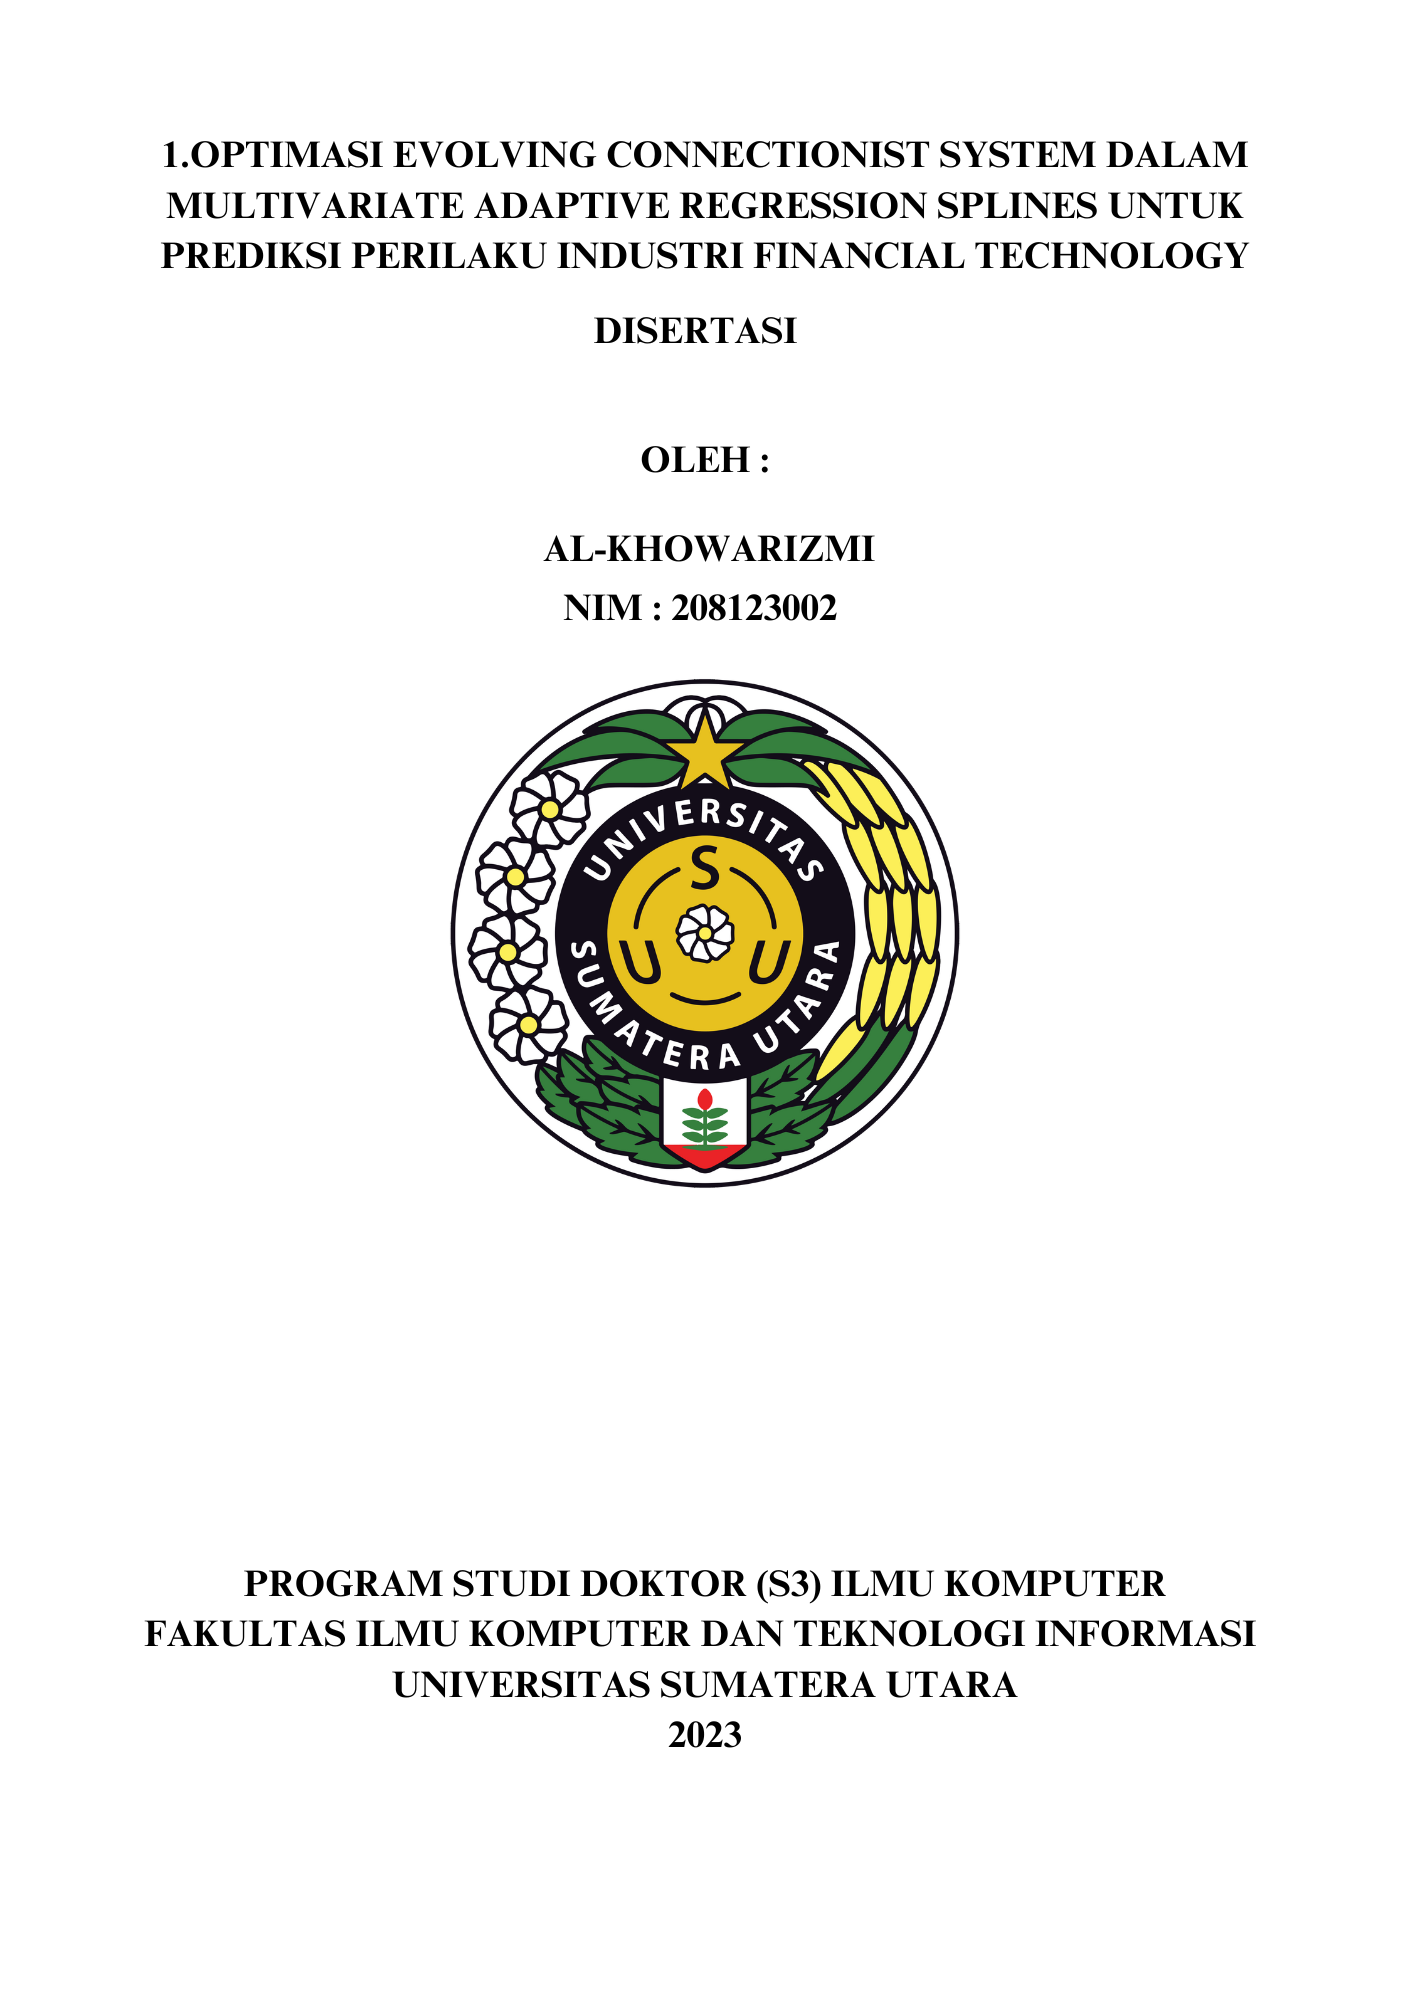 1.OPTIMASI EVOLVING CONNECTIONIST SYSTEM DALAM
MULTIVARIATE ADAPTIVE REGRESSION SPLINES UNTUK
PREDIKSI PERILAKU INDUSTRI FINANCIAL TECHNOLOGY
DISERTASI
OLEH :
AL-KHOWARIZMI
NIM : 208123002
UNIVERSITAS
S
U U
SUMATERA UTARA
PROGRAM STUDI DOKTOR (S3) ILMU KOMPUTER
FAKULTAS ILMU KOMPUTER DAN TEKNOLOGI INFORMASI
UNIVERSITAS SUMATERA UTARA
2023